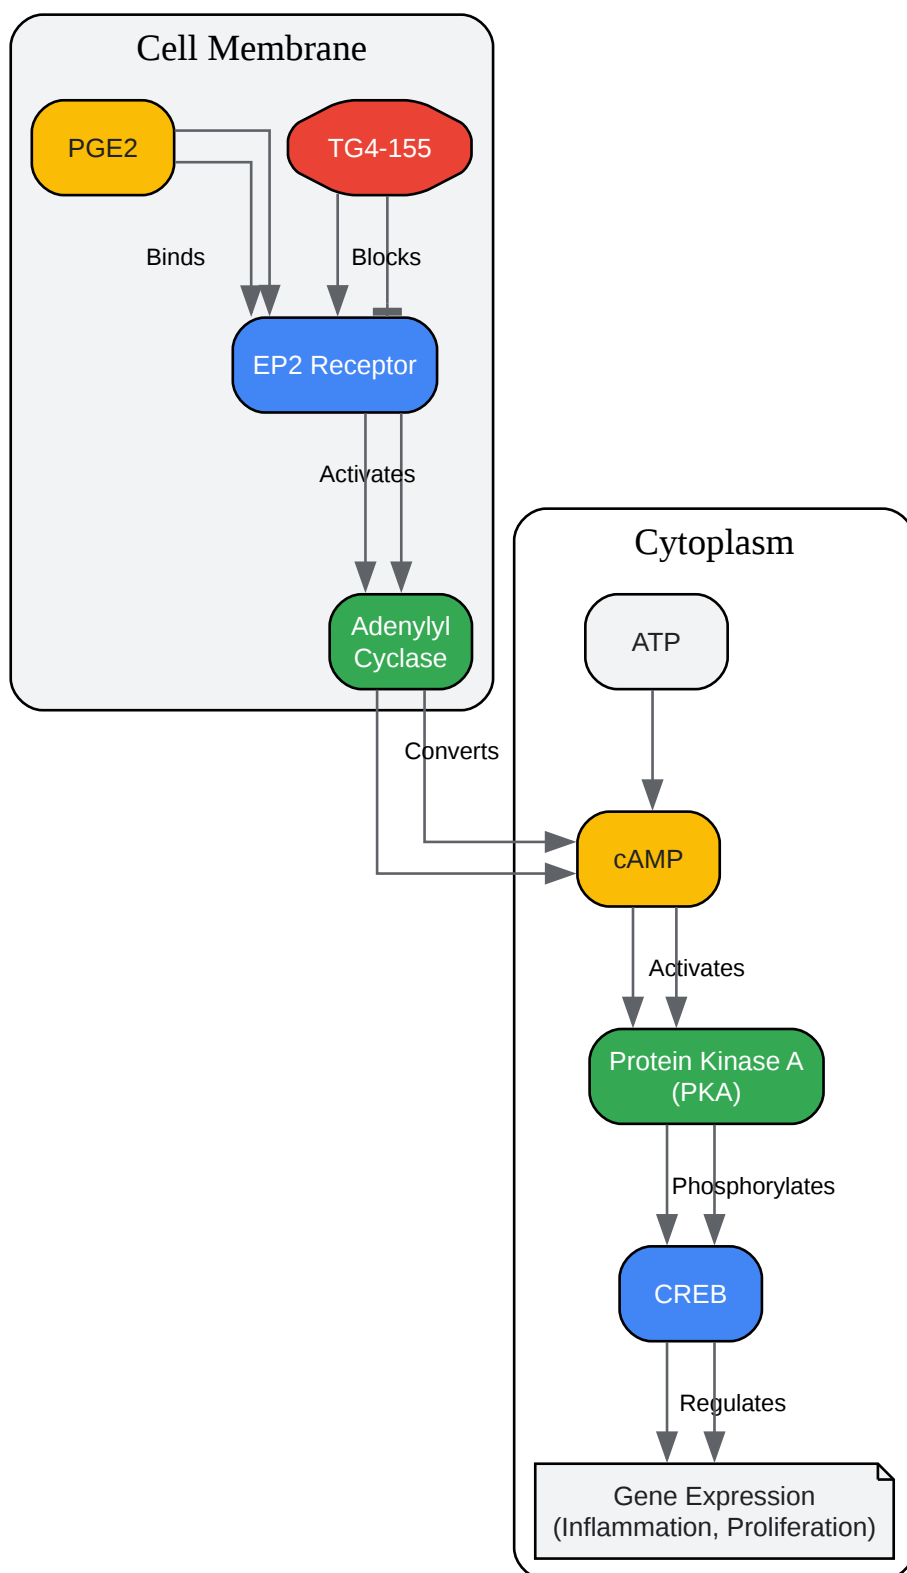 Cell Membrane
PGE2
TG4-155
Binds
Blocks
EP2 Receptor
Activates
Adenylyl
Cyclase
Converts
Cytoplasm
ATP
cAMP
Activates
Protein Kinase A
(PKA)
Phosphorylates
CREB
Regulates
Gene Expression
(Inflammation, Proliferation)